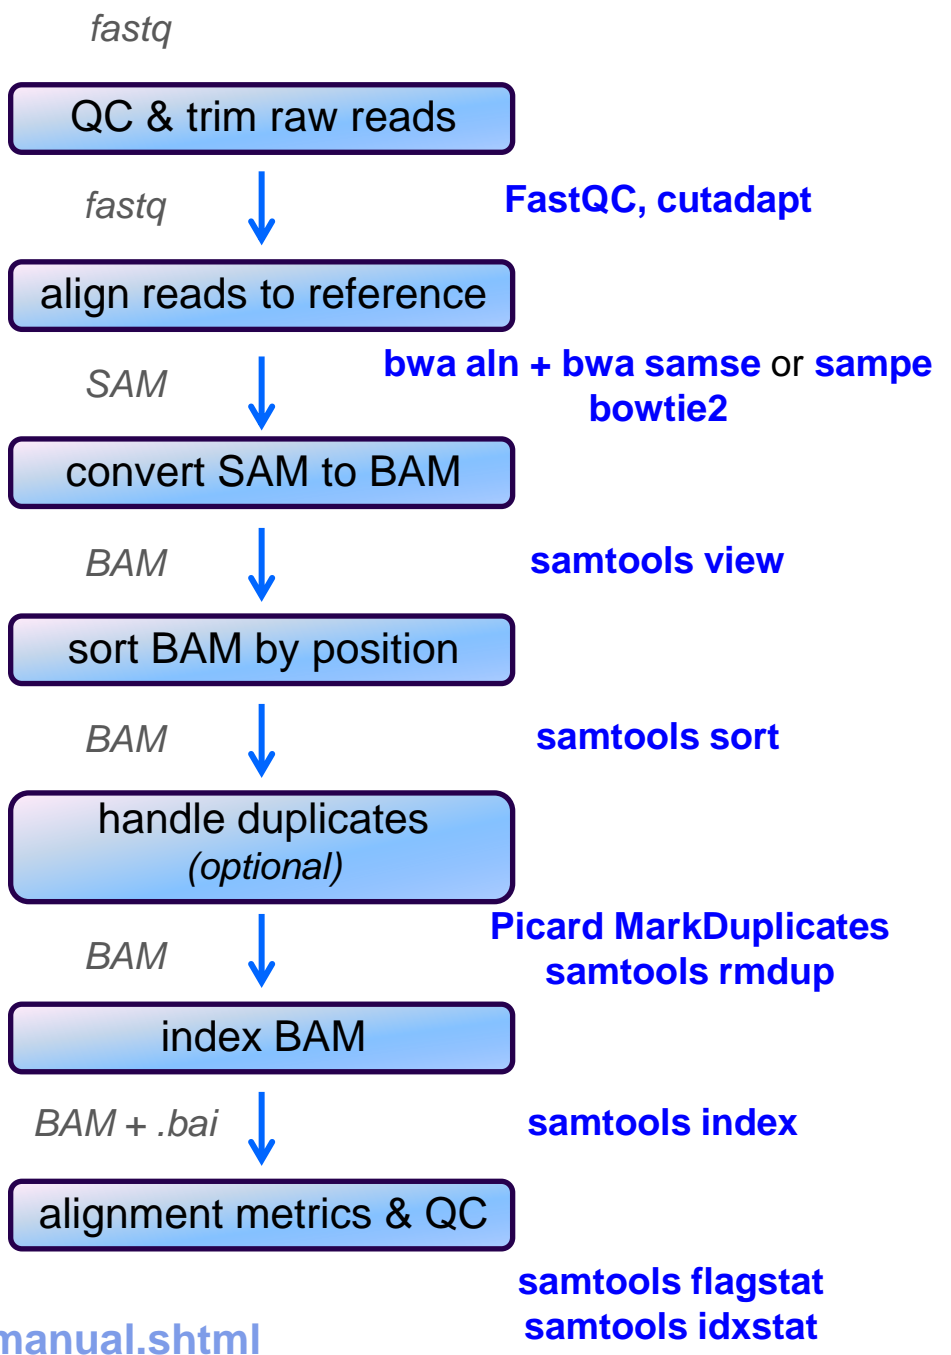 fastq
QC & trim raw reads
fastq
FastQC, cutadapt
align reads to reference
bwa aln + bwa samse or sampe
SAM
bowtie2
convert SAM to BAM
BAM
samtools view
sort BAM by position
BAM
samtools sort
handle duplicates
(optional)
Picard MarkDuplicates
BAM
samtools rmdup
index BAM
BAM + .bai
samtools index
alignment metrics & QC
samtools flagstat
samtools idxstat
manual.shtml